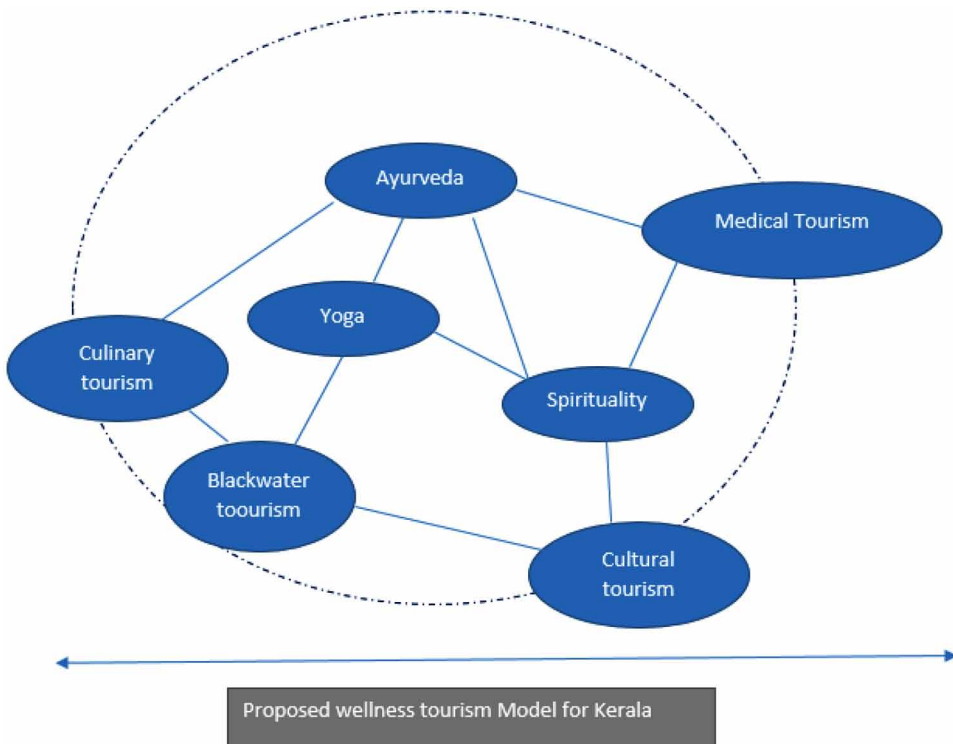 Ayurveda
Medical Tourism
Yoga
Culinary
tourism
Spirituality
Blackwater
toourism
Cultural
tourism
Proposed wellness tourism Model for Kerala